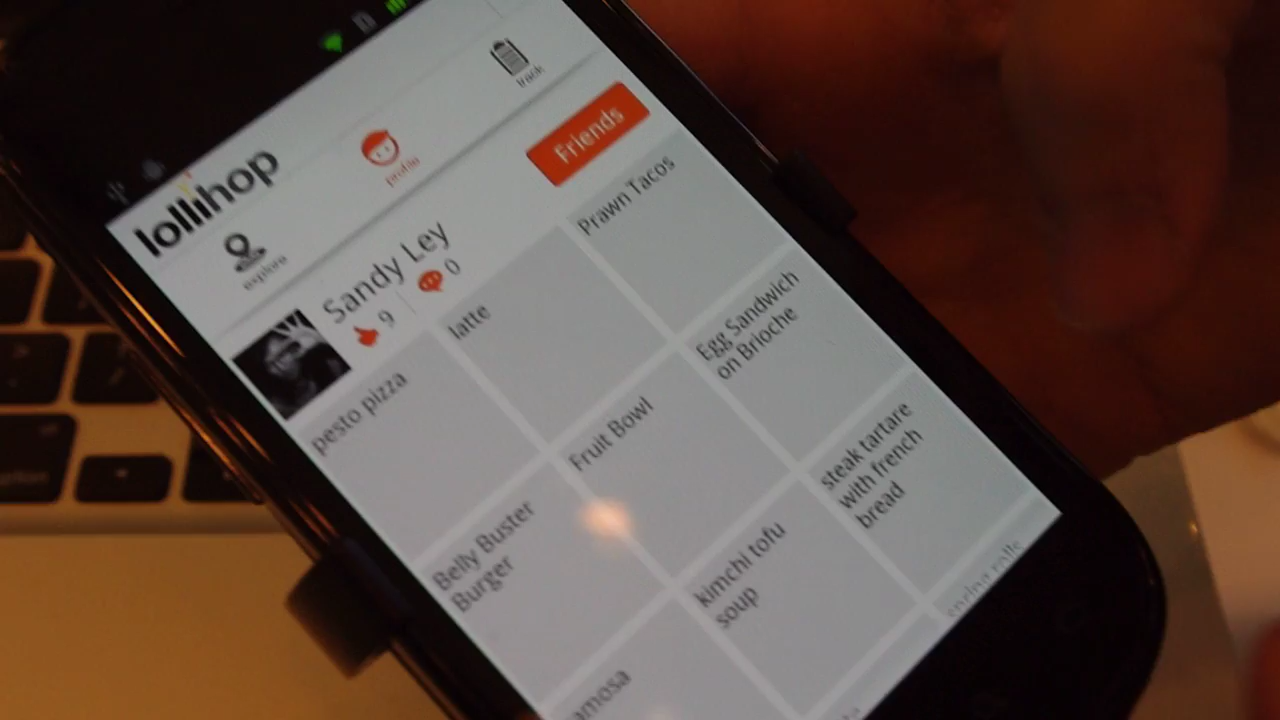 lollihop
explore
profile
track
Sandy Ley
9
0
Friends
pesto pizza
latte
Prawn Tacos
Belly Buster
Burger
Fruit Bowl
Egg Sandwich
on Brioche
kimchi tofu
soup
steak tartare
with french
bread